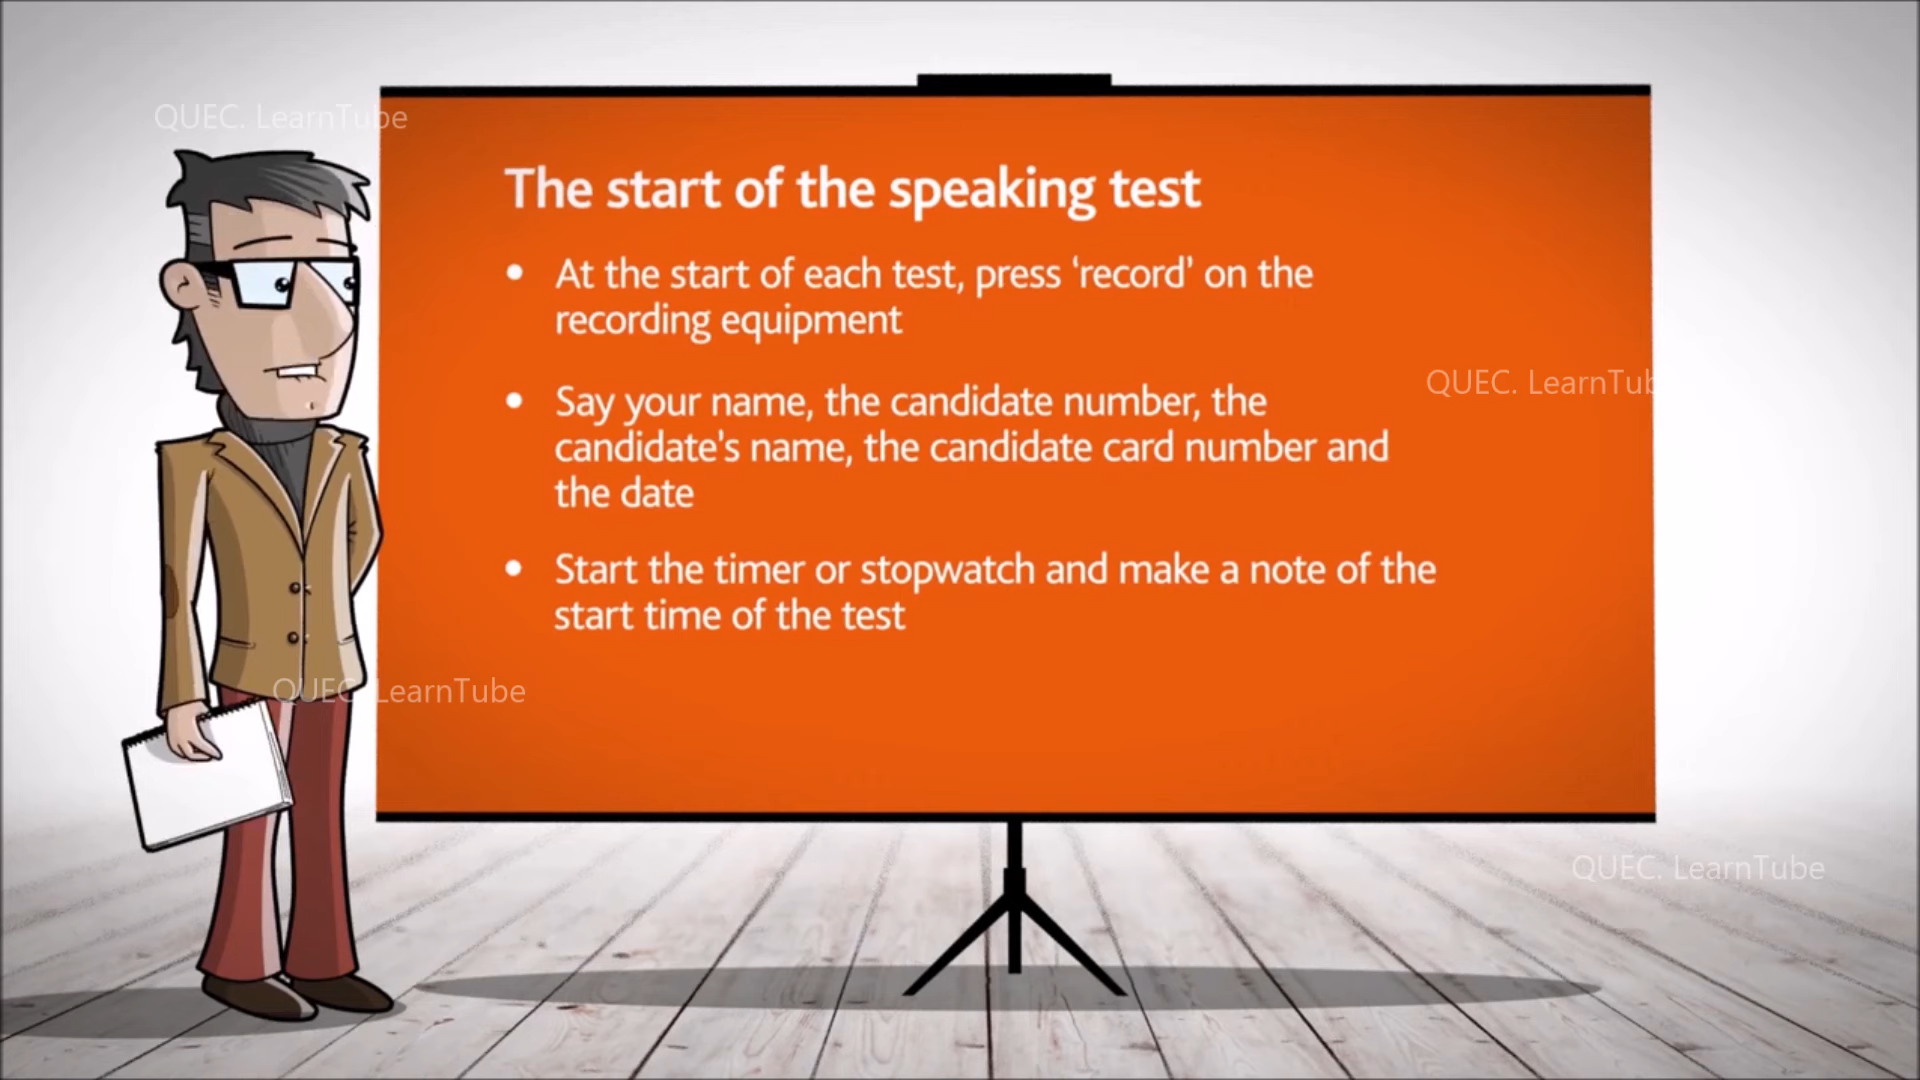 QUEC. LearnTube
The start of the speaking test
• At the start of each test, press ‘record’ on the
recording equipment
QUEC. LearnTub
• Say your name, the candidate number, the
candidate's name, the candidate card number and
the date
• Start the timer or stopwatch and make a note of the
start time of the test
QUEC. LearnTube
QUEC. LearnTube